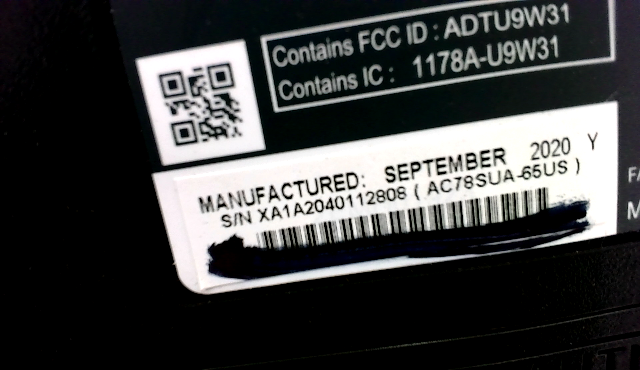 Contains FCC ID : ADTU9W31
Contains IC : 1178A-U9W31
MANUFACTURED: SEPTEMBER 2020 Y
S/N XA1A2040112808 ( AC78SUA-65US )